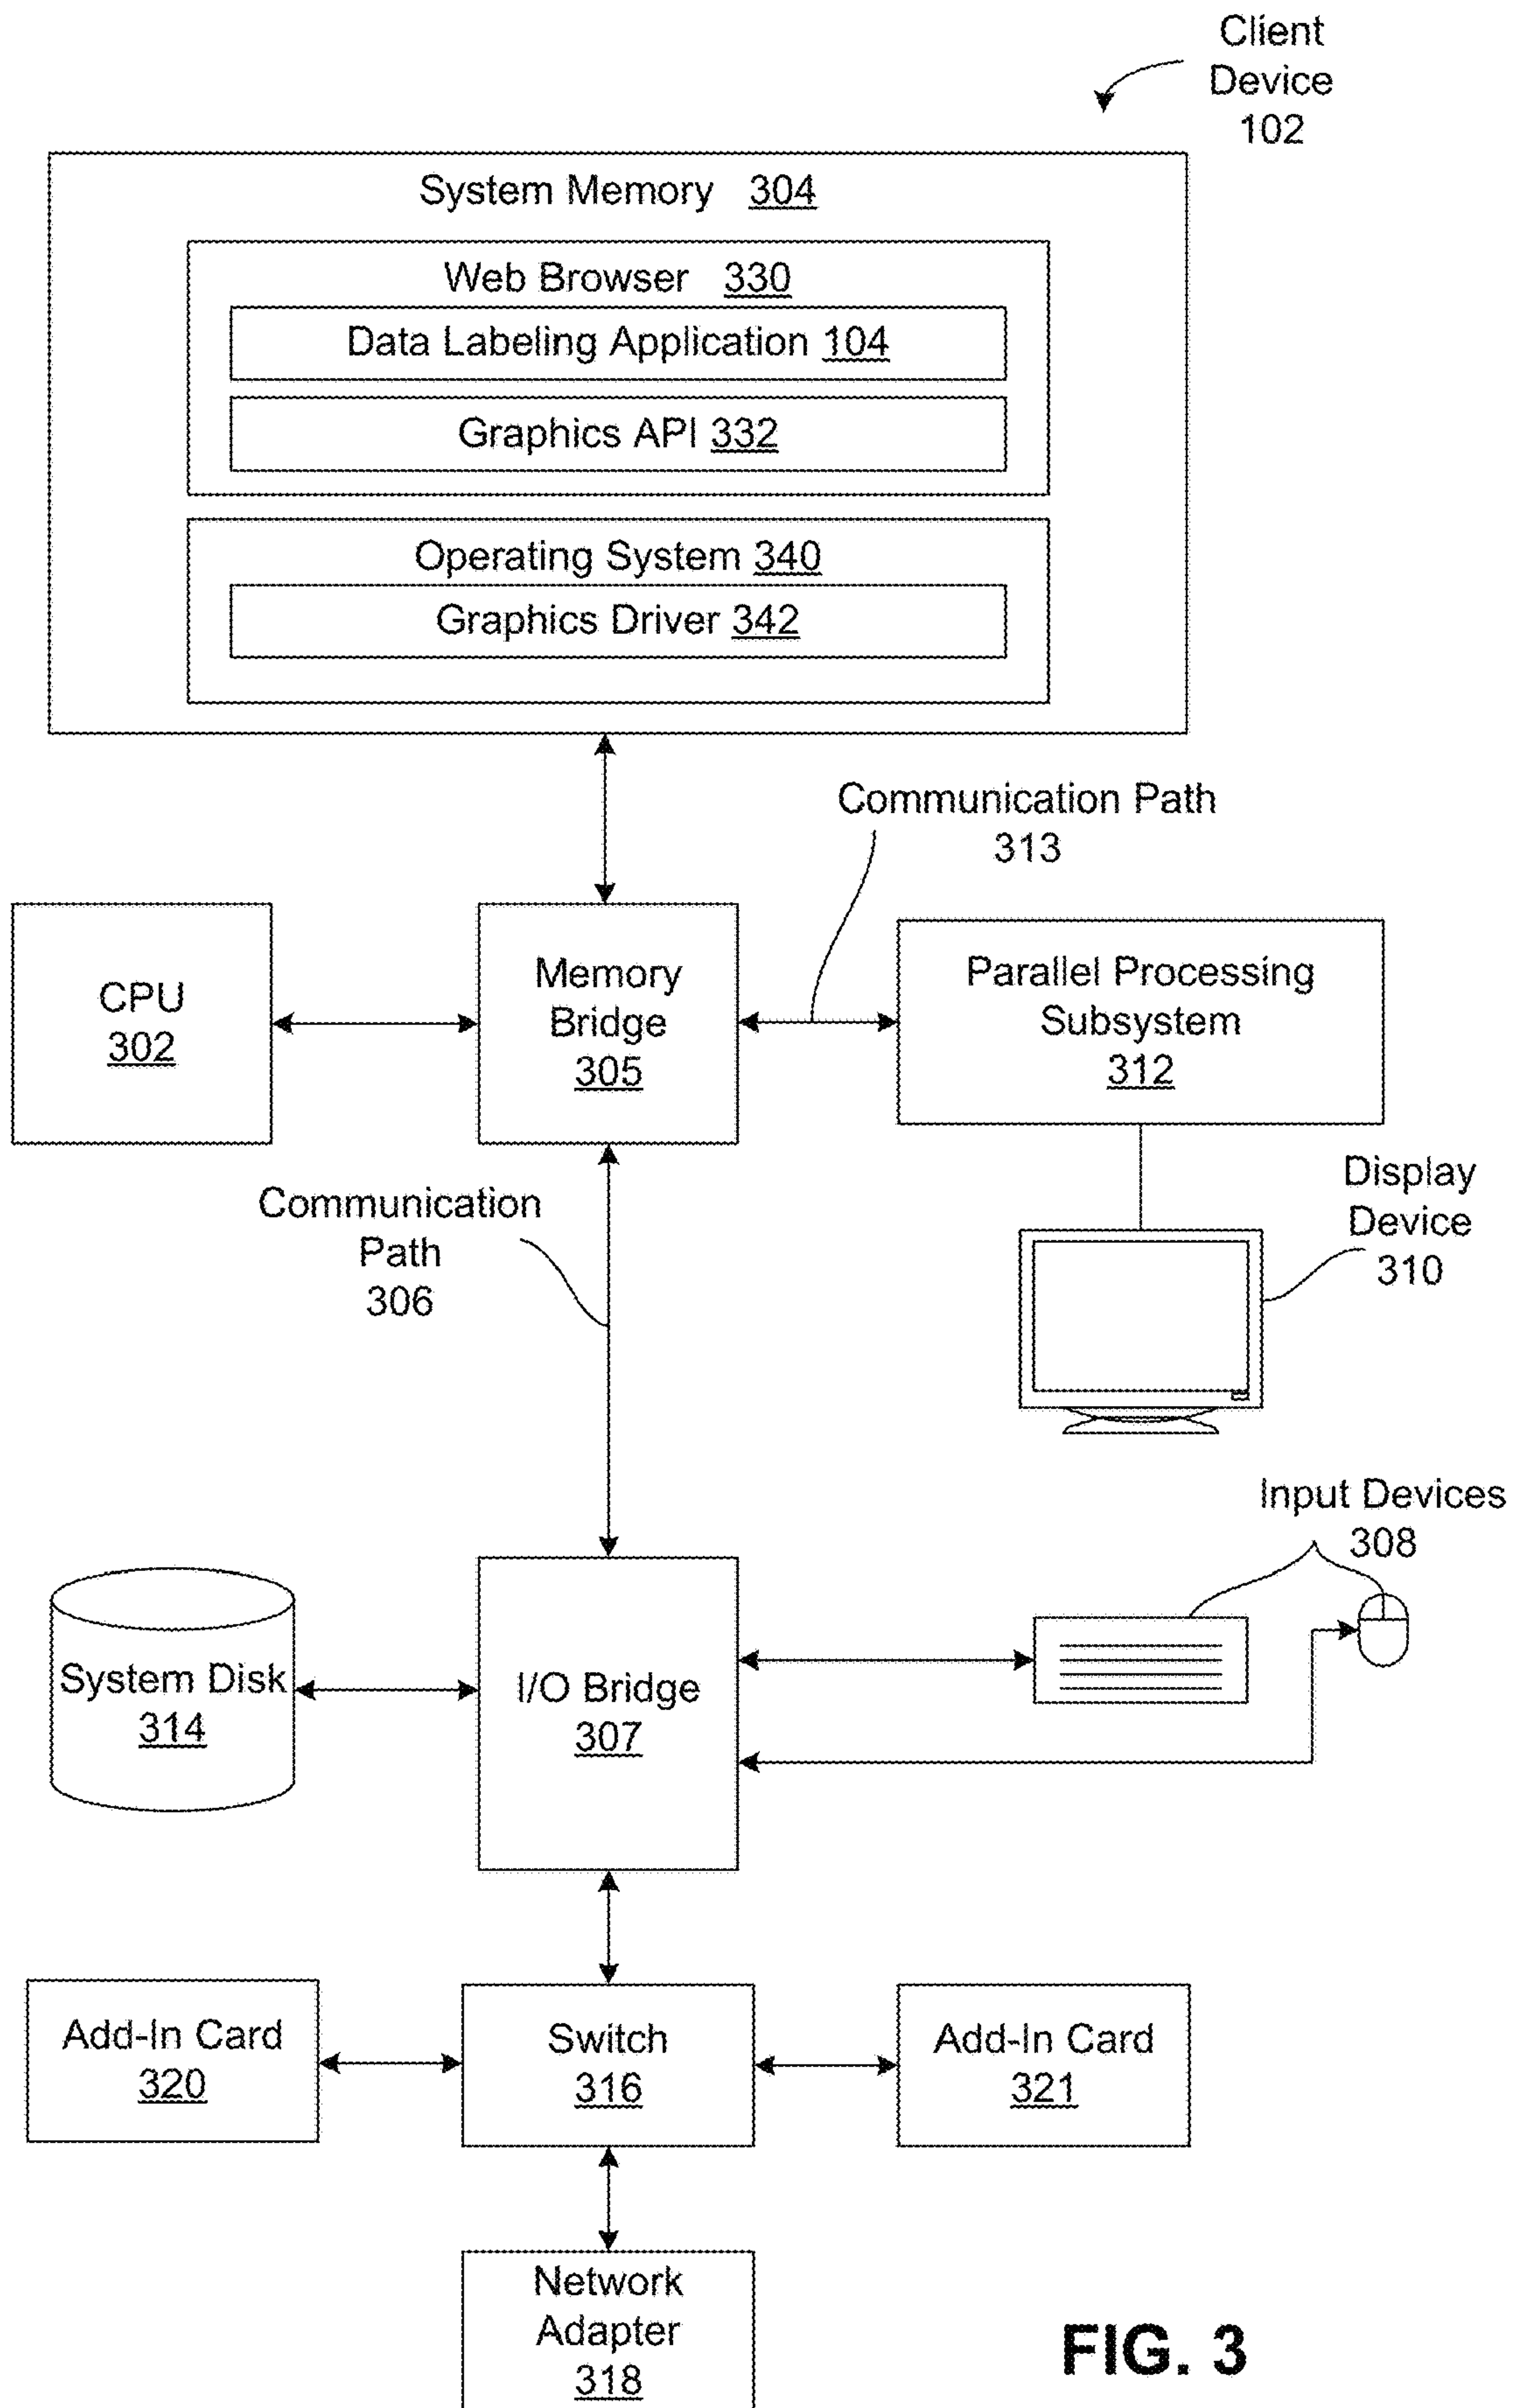 Client
Device
102
System Memory 304
Web Browser 330
Data Labeling Application 104
Graphics API 332
Operating System 340
Graphics Driver 342
Communication Path
313
CPU
302
Memory
Bridge
305
Parallel Processing
Subsystem
312
Communication
Path
306
Display
Device
310
Input Devices
308
System Disk
314
I/O Bridge
307
Add-In Card
320
Switch
316
Add-In Card
321
Network
Adapter
318
FIG. 3